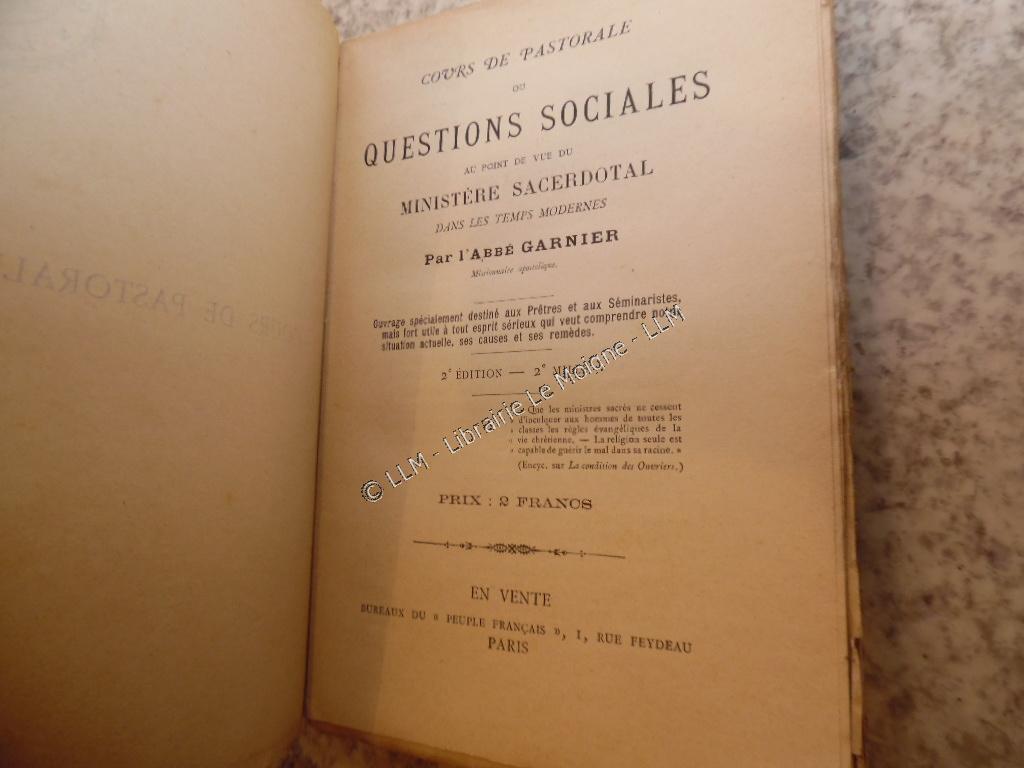 COURS DE PASTORALE
OU
QUESTIONS SOCIALES
AU POINT DE VUE DU
MINISTÈRE SACERDOTAL
DANS LES TEMPS MODERNES
Par l'ABBÉ GARNIER
Missionnaire apostolique.
Ouvrage spécialement destiné aux Prêtres et aux Séminaristes,
mais fort utile à tout esprit sérieux qui veut comprendre notre
situation actuelle, ses causes et ses remèdes.
2e ÉDITION — 2e
« Que les ministres sacrés ne cessent
« d'inculquer aux hommes de toutes les
« classes les règles évangéliques de la
« vie chrétienne. — La religion seule est
« capable de guérir le mal dans sa racine. »
(Encyc. sur La condition des Ouvriers.)
PRIX : 2 FRANCS
EN VENTE
BUREAUX DU « PEUPLE FRANÇAIS », 1, RUE FEYDEAU
PARIS
© LLM - Librairie Le Moigne - LLM
DE PASTORAL